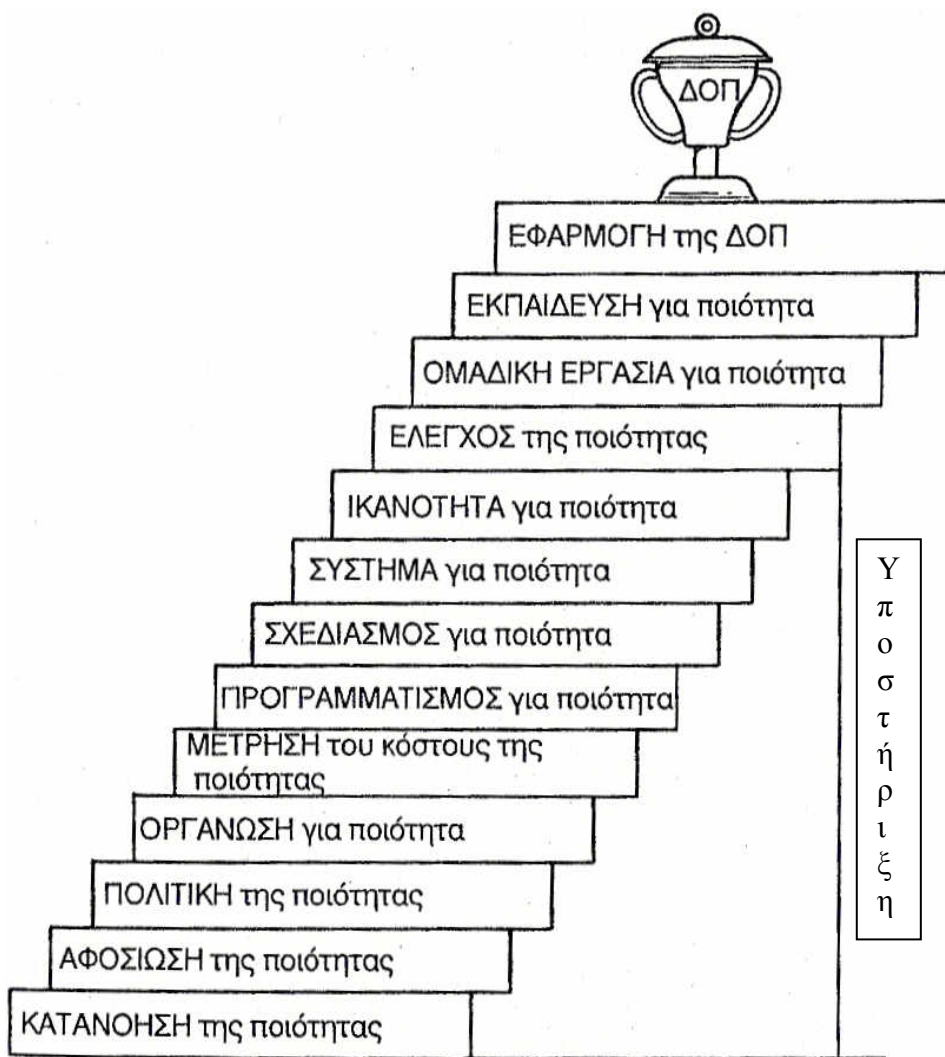 ΔΟΠ
ΕΦΑΡΜΟΓΗ της ΔΟΠ
ΕΚΠΑΙΔΕΥΣΗ για ποιότητα
ΟΜΑΔΙΚΗ ΕΡΓΑΣΙΑ για ποιότητα
ΕΛΕΓΧΟΣ της ποιότητας
ΙΚΑΝΟΤΗΤΑ για ποιότητα
ΣΥΣΤΗΜΑ για ποιότητα
ΣΧΕΔΙΑΣΜΟΣ για ποιότητα
ΠΡΟΓΡΑΜΜΑΤΙΣΜΟΣ για ποιότητα
ΜΕΤΡΗΣΗ του κόστους της
ποιότητας
ΟΡΓΑΝΩΣΗ για ποιότητα
ΠΟΛΙΤΙΚΗ της ποιότητας
ΑΦΟΣΙΩΣΗ της ποιότητας
ΚΑΤΑΝΟΗΣΗ της ποιότητας
Υποστήριξη